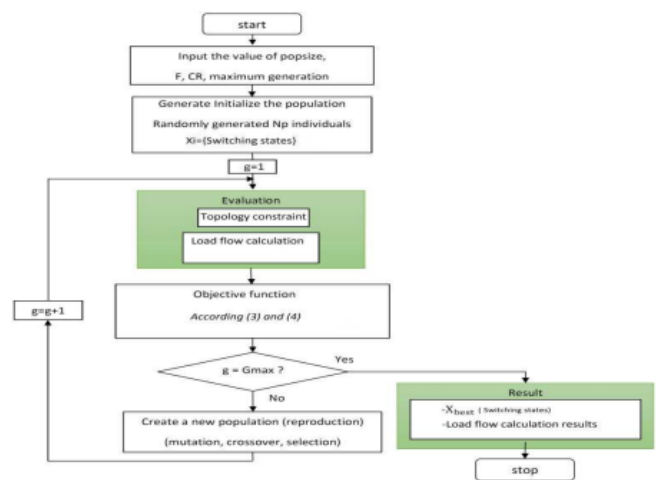 start
Input the value of popsize,
F, CR, maximum generation
Generate Initialize the population
Randomly generated Np individuals
Xi={Switching states}
g=1
Evaluation
Topology constraint
Load flow calculation
g=g+1
Objective function
According (3) and (4)
g = Gmax ?
Yes
No
Create a new population (reproduction)
(mutation, crossover, selection)
Result
-Xbest ( Switching states)
-Load flow calculation results
stop